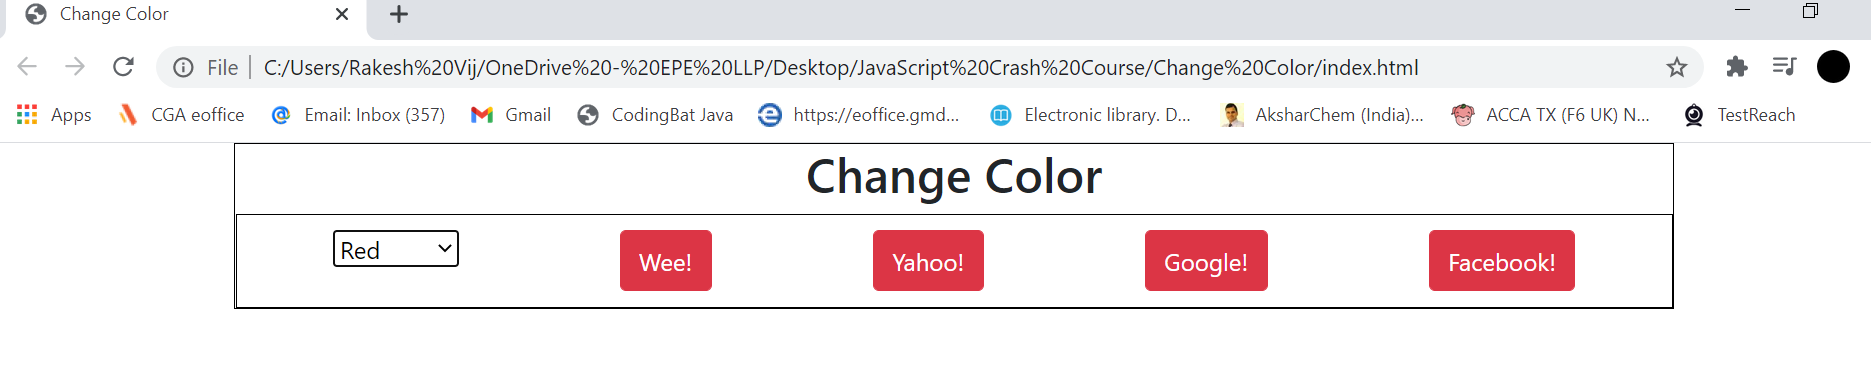 Change Color
File C:/Users/Rakesh%20Vij/OneDrive%20-%20EPE%20LLP/Desktop/JavaScript%20Crash%20Course/Change%20Color/index.html
Apps CGA eoffice Email: Inbox (357) Gmail CodingBat Java https://eoffice.gmd... Electronic library. D... AksharChem (India)... ACCA TX (F6 UK) N... TestReach
Change Color
Red Wee! Yahoo! Google! Facebook!